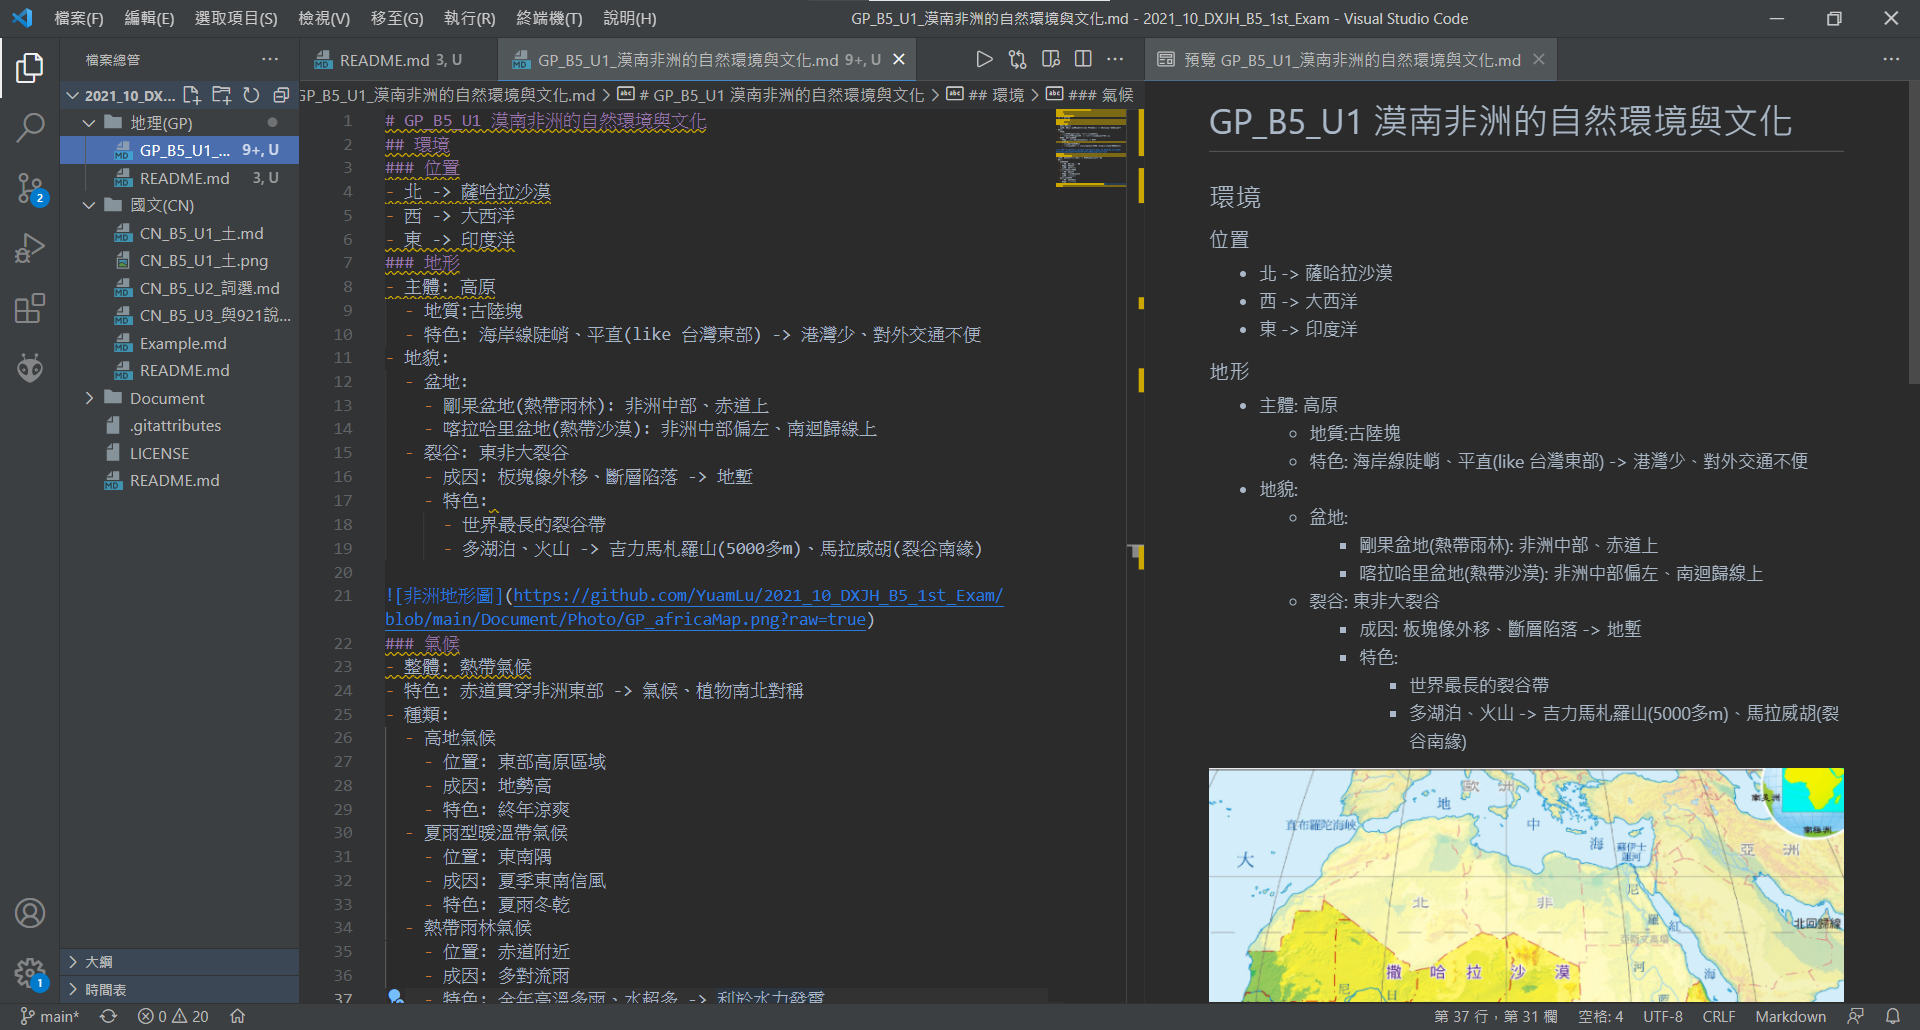 檔案(F) 編輯(E) 選取項目(S) 檢視(V) 移至(G) 執行(R) 終端機(T) 說明(H)
GP_B5_U1_漠南非洲的自然環境與文化.md - 2021_10_DXJH_B5_1st_Exam - Visual Studio Code
檔案總管
2021_10_DX...
地理(GP)
GP_B5_U1_... 9+, U
README.md 3, U
國文(CN)
CN_B5_U1_土.md
CN_B5_U1_土.png
CN_B5_U2_詞選.md
CN_B5_U3_與921說...
Example.md
README.md
Document
.gitattributes
LICENSE
README.md
大綱
時間表
2
1
README.md 3, U
GP_B5_U1_漠南非洲的自然環境與文化.md 9+, U
GP_B5_U1_漠南非洲的自然環境與文化.md > # GP_B5_U1 漠南非洲的自然環境與文化 > ## 環境 > ### 氣候
1 # GP_B5_U1 漠南非洲的自然環境與文化
2 ## 環境
3 ### 位置
4 - 北 -> 薩哈拉沙漠
5 - 西 -> 大西洋
6 - 東 -> 印度洋
7 ### 地形
8 - 主體: 高原
9 - 地質:古陸塊
10 - 特色: 海岸線陡峭、平直(like 台灣東部) -> 港灣少、對外交通不便
11 - 地貌:
12 - 盆地:
13 - 剛果盆地(熱帶雨林): 非洲中部、赤道上
14 - 喀拉哈里盆地(熱帶沙漠): 非洲中部偏左、南迴歸線上
15 - 裂谷: 東非大裂谷
16 - 成因: 板塊像外移、斷層陷落 -> 地塹
17 - 特色:
18 - 世界最長的裂谷帶
19 - 多湖泊、火山 -> 吉力馬札羅山(5000多m)、馬拉威胡(裂谷南緣)
20
21 ![非洲地形圖](https://github.com/YuamLu/2021_10_DXJH_B5_1st_Exam/
blob/main/Document/Photo/GP_africaMap.png?raw=true)
22 ### 氣候
23 - 整體: 熱帶氣候
24 - 特色: 赤道貫穿非洲東部 -> 氣候、植物南北對稱
25 - 種類:
26 - 高地氣候
27 - 位置: 東部高原區域
28 - 成因: 地勢高
29 - 特色: 終年涼爽
30 - 夏雨型暖溫帶氣候
31 - 位置: 東南隅
32 - 成因: 夏季東南信風
33 - 特色: 夏雨冬乾
34 - 熱帶雨林氣候
35 - 位置: 赤道附近
36 - 成因: 多對流雨
37 - 特色: 全年高溫多雨、水超多 -> 利於水力發電
預覽 GP_B5_U1_漠南非洲的自然環境與文化.md
GP_B5_U1 漠南非洲的自然環境與文化
環境
位置
北 -> 薩哈拉沙漠
西 -> 大西洋
東 -> 印度洋
地形
主體: 高原
地質:古陸塊
特色: 海岸線陡峭、平直(like 台灣東部) -> 港灣少、對外交通不便
地貌:
盆地:
剛果盆地(熱帶雨林): 非洲中部、赤道上
喀拉哈里盆地(熱帶沙漠): 非洲中部偏左、南迴歸線上
裂谷: 東非大裂谷
成因: 板塊像外移、斷層陷落 -> 地塹
特色:
世界最長的裂谷帶
多湖泊、火山 -> 吉力馬札羅山(5000多m)、馬拉威胡(裂
谷南緣)
歐洲
南美洲
地中海
直布羅陀海峽
南極洲
蘇伊士
運河
亞洲
大
尼
北非
羅 紅
北回歸線
河 海
撒哈拉沙漠
尼 日
main* 0 20
第 37 行，第 31 欄 空格: 4 UTF-8 CRLF Markdown